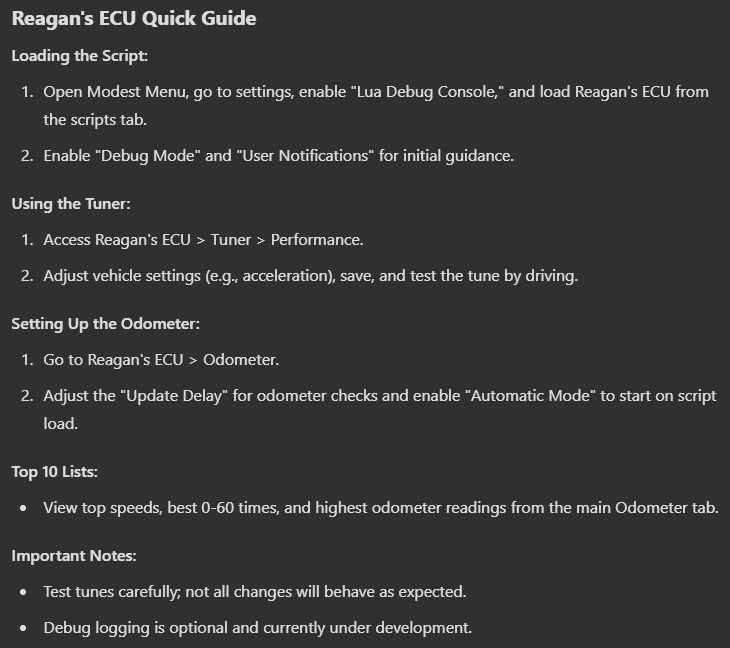 Reagan's ECU Quick Guide
Loading the Script:
1. Open Modest Menu, go to settings, enable "Lua Debug Console," and load Reagan's ECU from
the scripts tab.
2. Enable "Debug Mode" and "User Notifications" for initial guidance.
Using the Tuner:
1. Access Reagan's ECU > Tuner > Performance.
2. Adjust vehicle settings (e.g., acceleration), save, and test the tune by driving.
Setting Up the Odometer:
1. Go to Reagan's ECU > Odometer.
2. Adjust the "Update Delay" for odometer checks and enable "Automatic Mode" to start on script
load.
Top 10 Lists:
• View top speeds, best 0-60 times, and highest odometer readings from the main Odometer tab.
Important Notes:
• Test tunes carefully; not all changes will behave as expected.
• Debug logging is optional and currently under development.